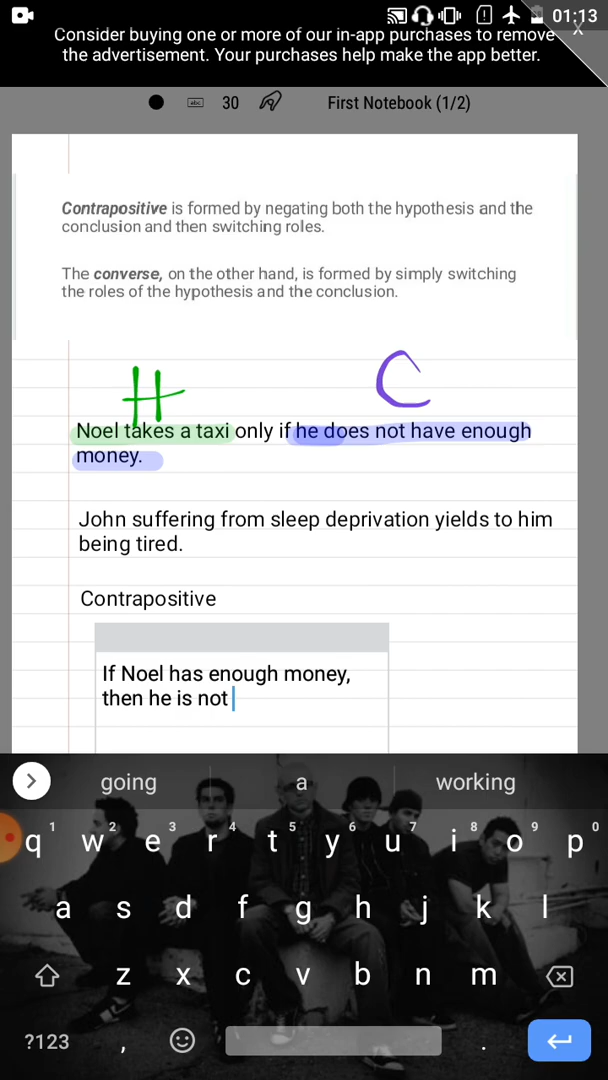 01:13
Consider buying one or more of our in-app purchases to remove
the advertisement. Your purchases help make the app better.
X
abc 30 First Notebook (1/2)
Contrapositive is formed by negating both the hypothesis and the
conclusion and then switching roles.
The converse, on the other hand, is formed by simply switching
the roles of the hypothesis and the conclusion.
H C
Noel takes a taxi only if he does not have enough
money.
John suffering from sleep deprivation yields to him
being tired.
Contrapositive
If Noel has enough money,
then he is not
going a working
q 1 w 2 e 3 r 4 t 5 y 6 u 7 i 8 o 9 p 0
a s d f g h j k l
z x c v b n m
?123 , .